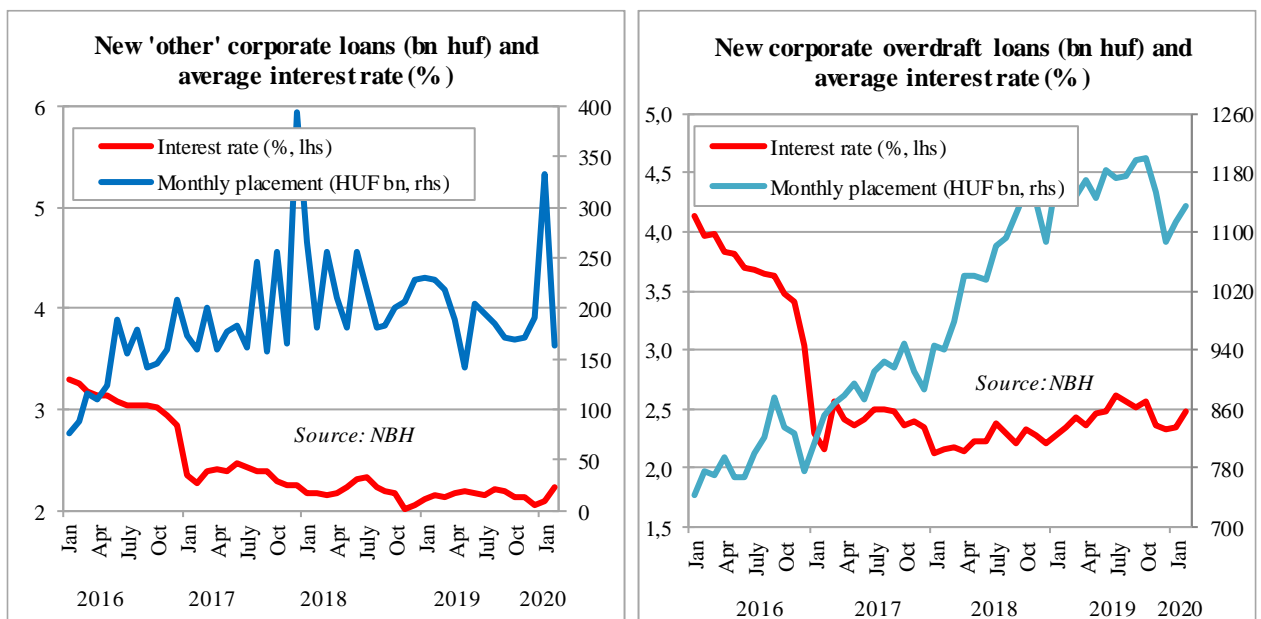 New 'other' corporate loans (bn huf) and
average interest rate (%)
6
5
4
3
2
400
350
300
250
200
150
100
50
0
Interest rate (%, lhs)
Monthly placement (HUF bn, rhs)
Source: NBH
Jan Apr July Oct Jan Apr July Oct Jan Apr July Oct Jan Apr July Oct Jan
2016 2017 2018 2019 2020
New corporate overdraft loans (bn huf) and
average interest rate (%)
5,0
4,5
4,0
3,5
3,0
2,5
2,0
1,5
1260
1180
1100
1020
940
860
780
700
Interest rate (%, lhs)
Monthly placement (HUF bn, rhs)
Source: NBH
Jan Apr July Oct Jan Apr July Oct Jan Apr July Oct Jan Apr July Oct Jan
2016 2017 2018 2019 2020